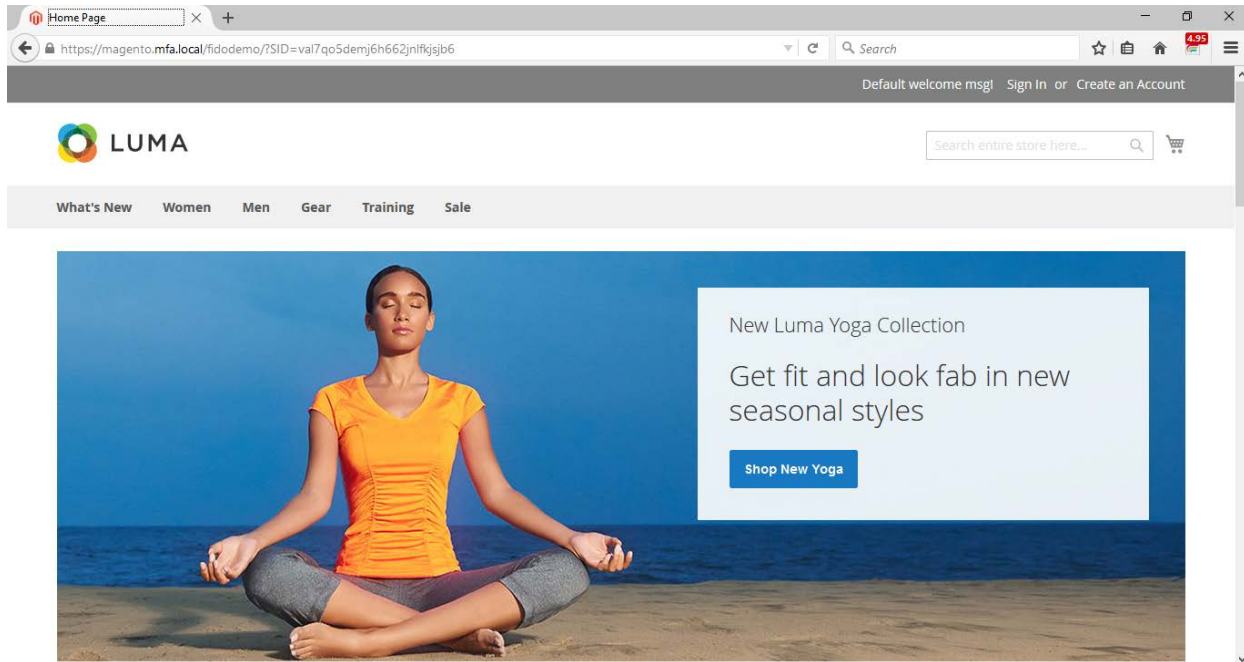 Home Page
https://magento.mfa.local/fidodemo/?SID=val7qo5demj6h662jnlfkjsjb6
Search
4.95
Default welcome msg! Sign In or Create an Account
LUMA
Search entire store here...
What's New Women Men Gear Training Sale
New Luma Yoga Collection
Get fit and look fab in new
seasonal styles
Shop New Yoga